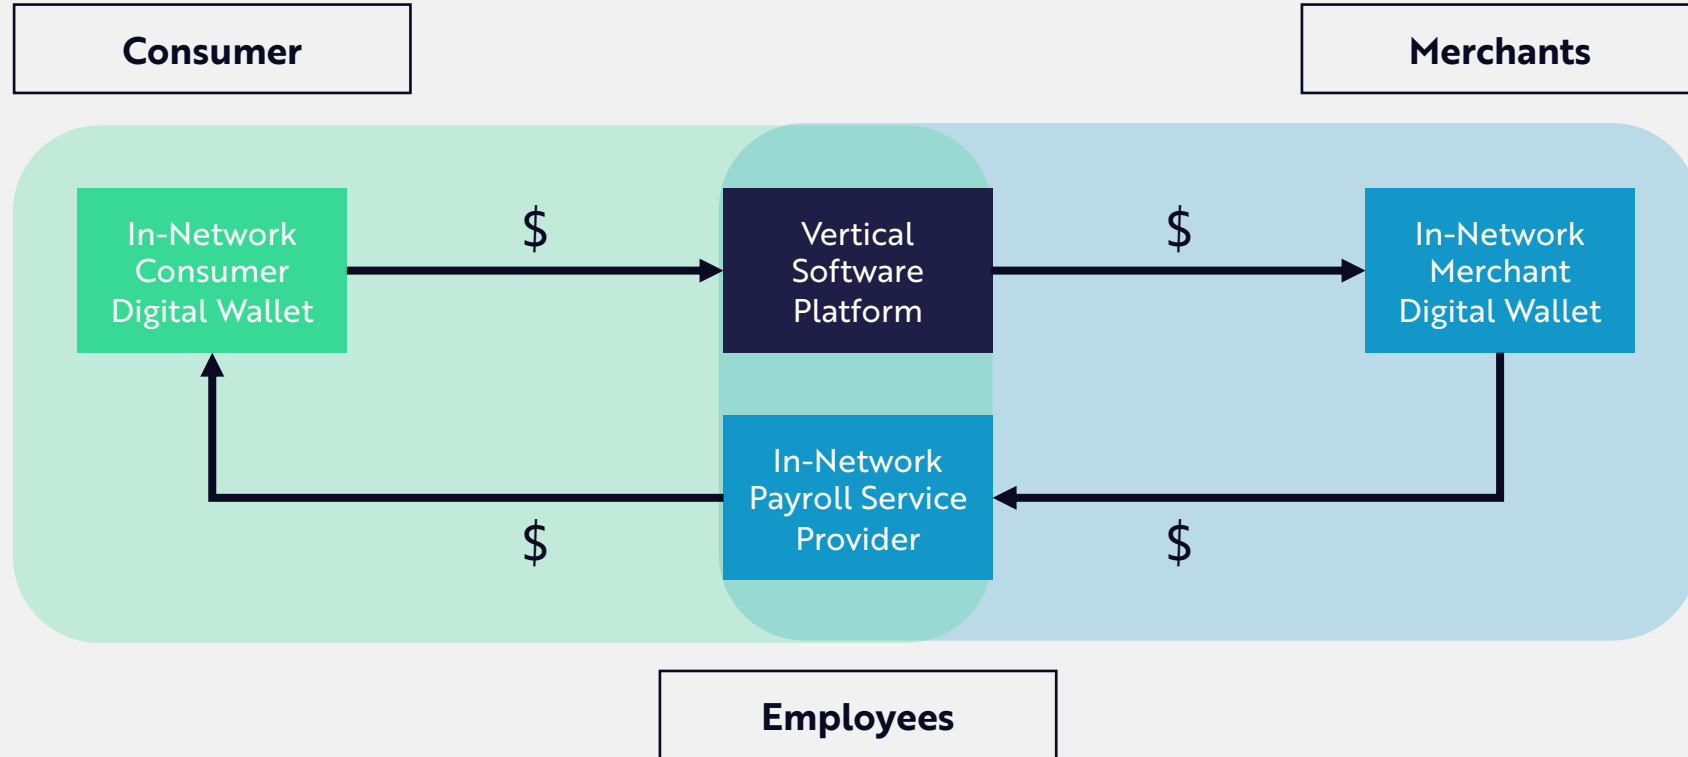 Consumer
Merchants
In-Network
Consumer
Digital Wallet
$
Vertical
Software
Platform
$
In-Network
Merchant
Digital Wallet
In-Network
Payroll Service
Provider
$
$
Employees